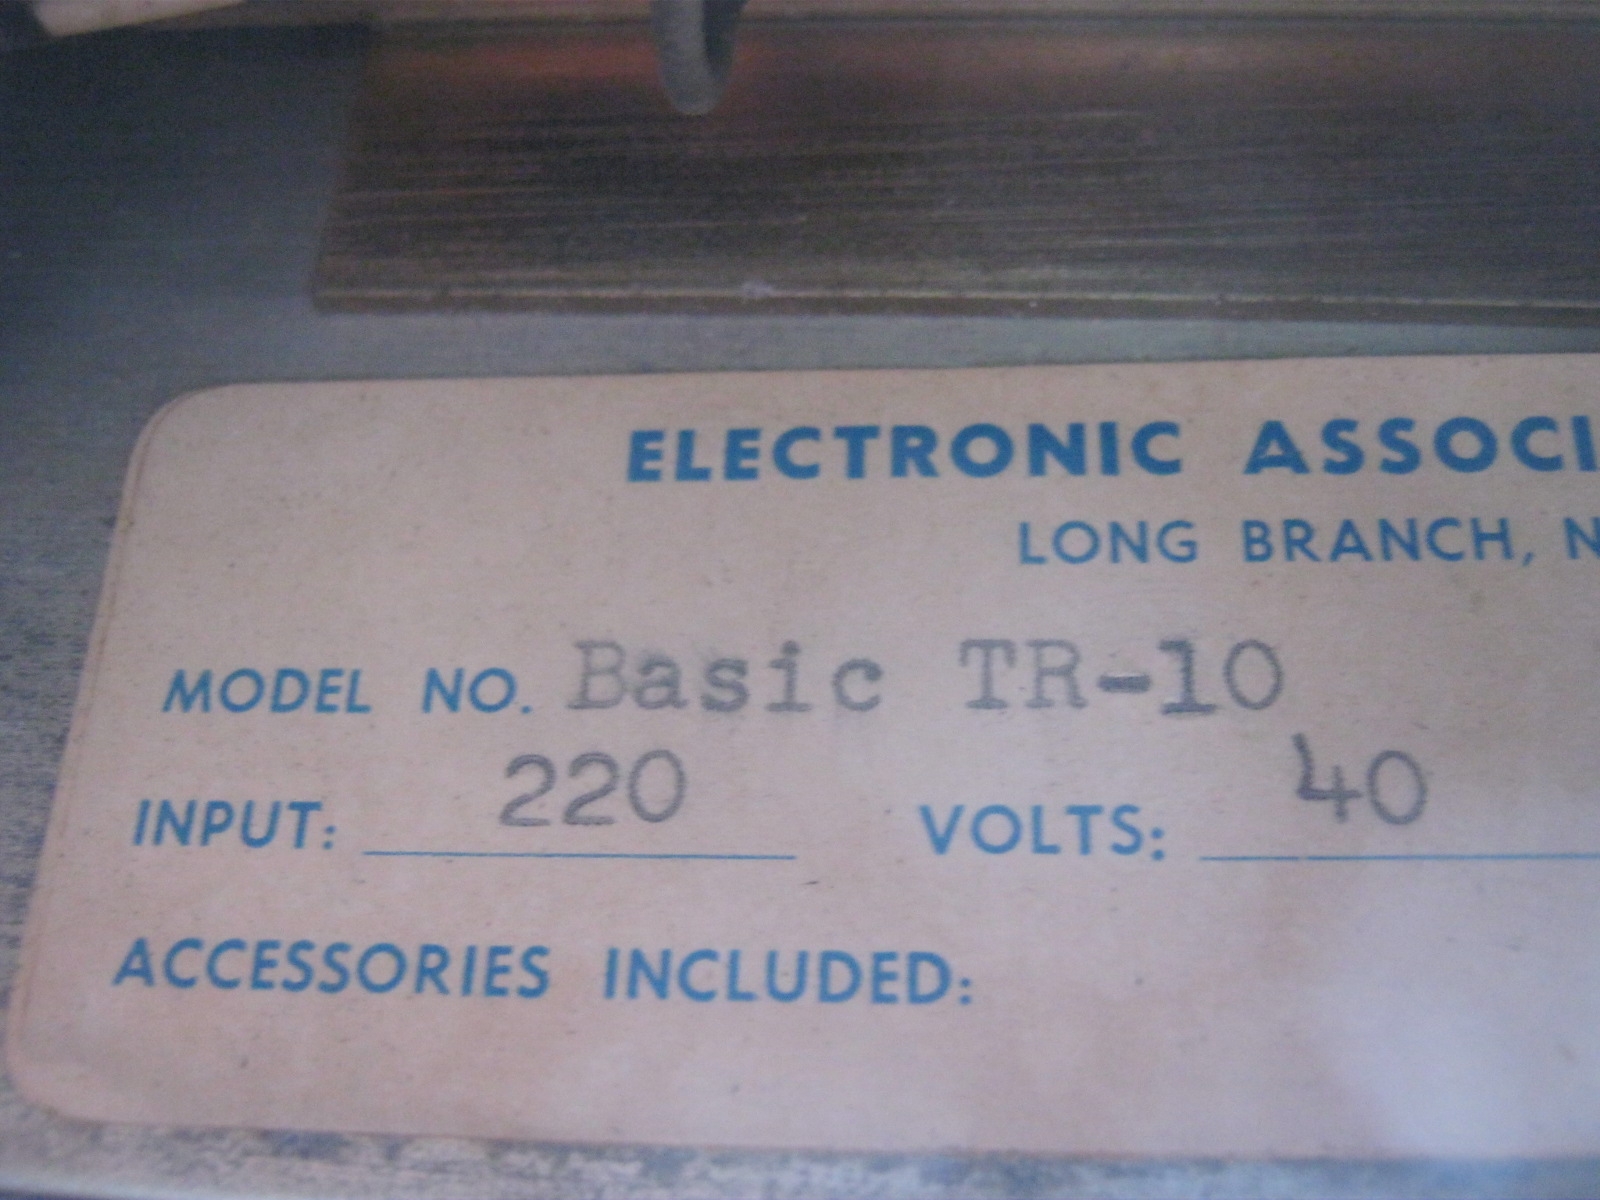 ELECTRONIC ASSOCI
LONG BRANCH, N
MODEL NO. Basic TR-10
INPUT: 220 VOLTS: 40
ACCESSORIES INCLUDED: